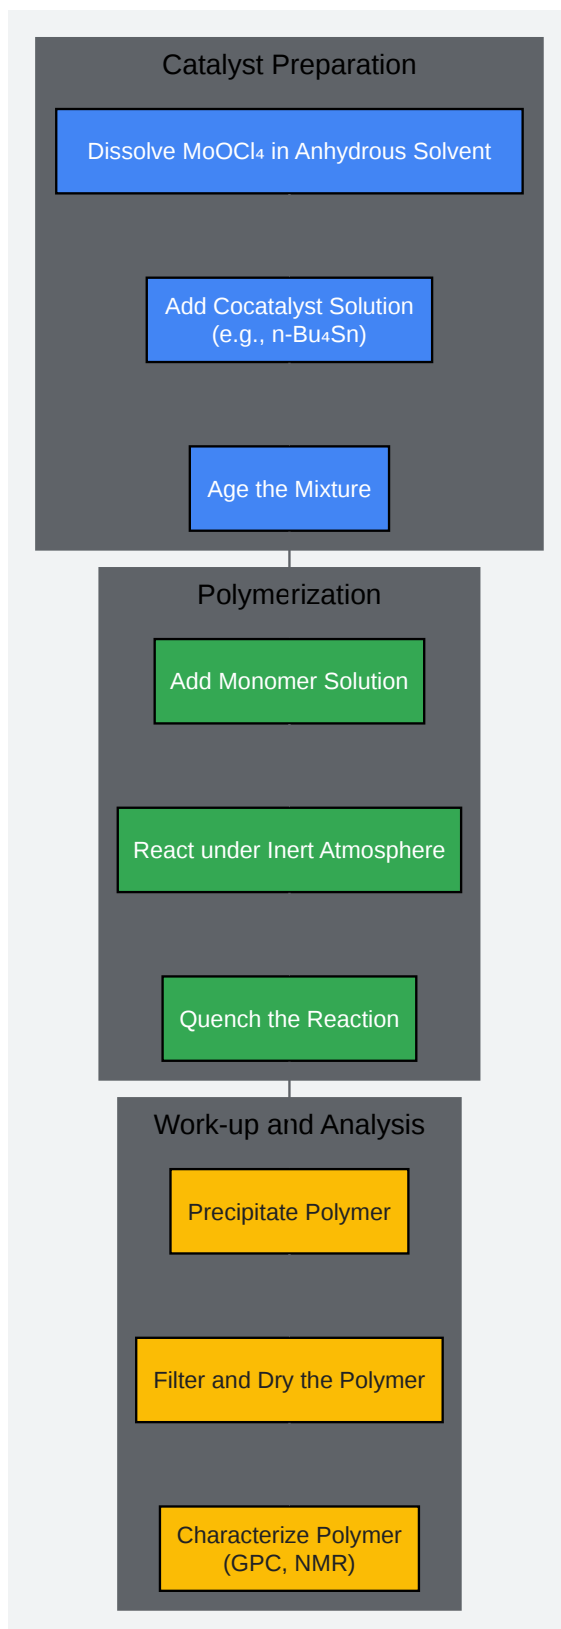 Catalyst Preparation
Dissolve MoOCl₄ in Anhydrous Solvent
Add Cocatalyst Solution
(e.g., n-Bu₄Sn)
Age the Mixture
Polymerization
Add Monomer Solution
React under Inert Atmosphere
Quench the Reaction
Work-up and Analysis
Precipitate Polymer
Filter and Dry the Polymer
Characterize Polymer
(GPC, NMR)